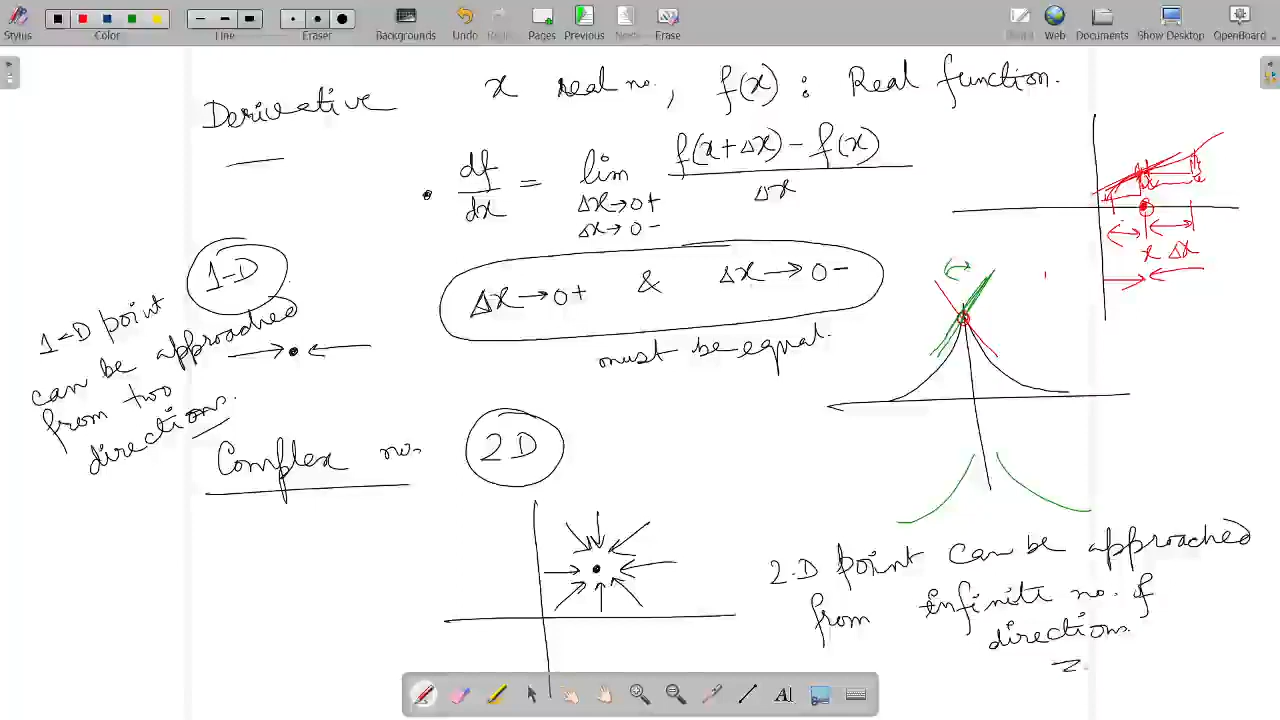 Stylus
Color
Line
Eraser
Backgrounds
Undo
Pages
Previous
Erase
Web
Documents
Show Desktop
OpenBoard
Derivative
x real no., f(x) : Real function.
df/dx = lim f(x+Δx) - f(x) / Δx
Δx→0+
Δx→0-
x Δx
1-D
Δx→0+ & Δx→0-
must be equal.
1-D point
can be approached
from two
directions.
Complex no.
2D
2.D point can be approached
from infinite no. of
directions.